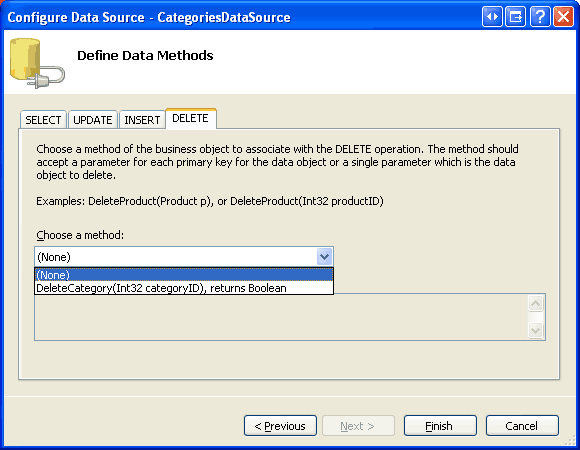 Configure Data Source - CategoriesDataSource
Define Data Methods
SELECT UPDATE INSERT DELETE
Choose a method of the business object to associate with the DELETE operation. The method should
accept a parameter for each primary key for the data object or a single parameter which is the data
object to delete.
Examples: DeleteProduct(Product p), or DeleteProduct(Int32 productID)
Choose a method:
(None)
(None)
DeleteCategory(Int32 categoryID), returns Boolean
< Previous Next > Finish Cancel